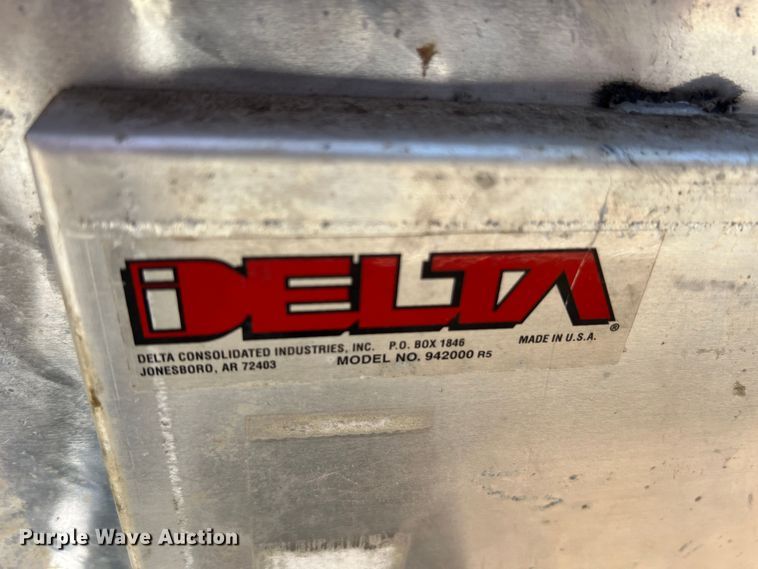 DELTA
®
DELTA CONSOLIDATED INDUSTRIES, INC. P.O. BOX 1846 MADE IN U.S.A.
JONESBORO, AR 72403 MODEL NO. 942000 R5
Purple Wave Auction